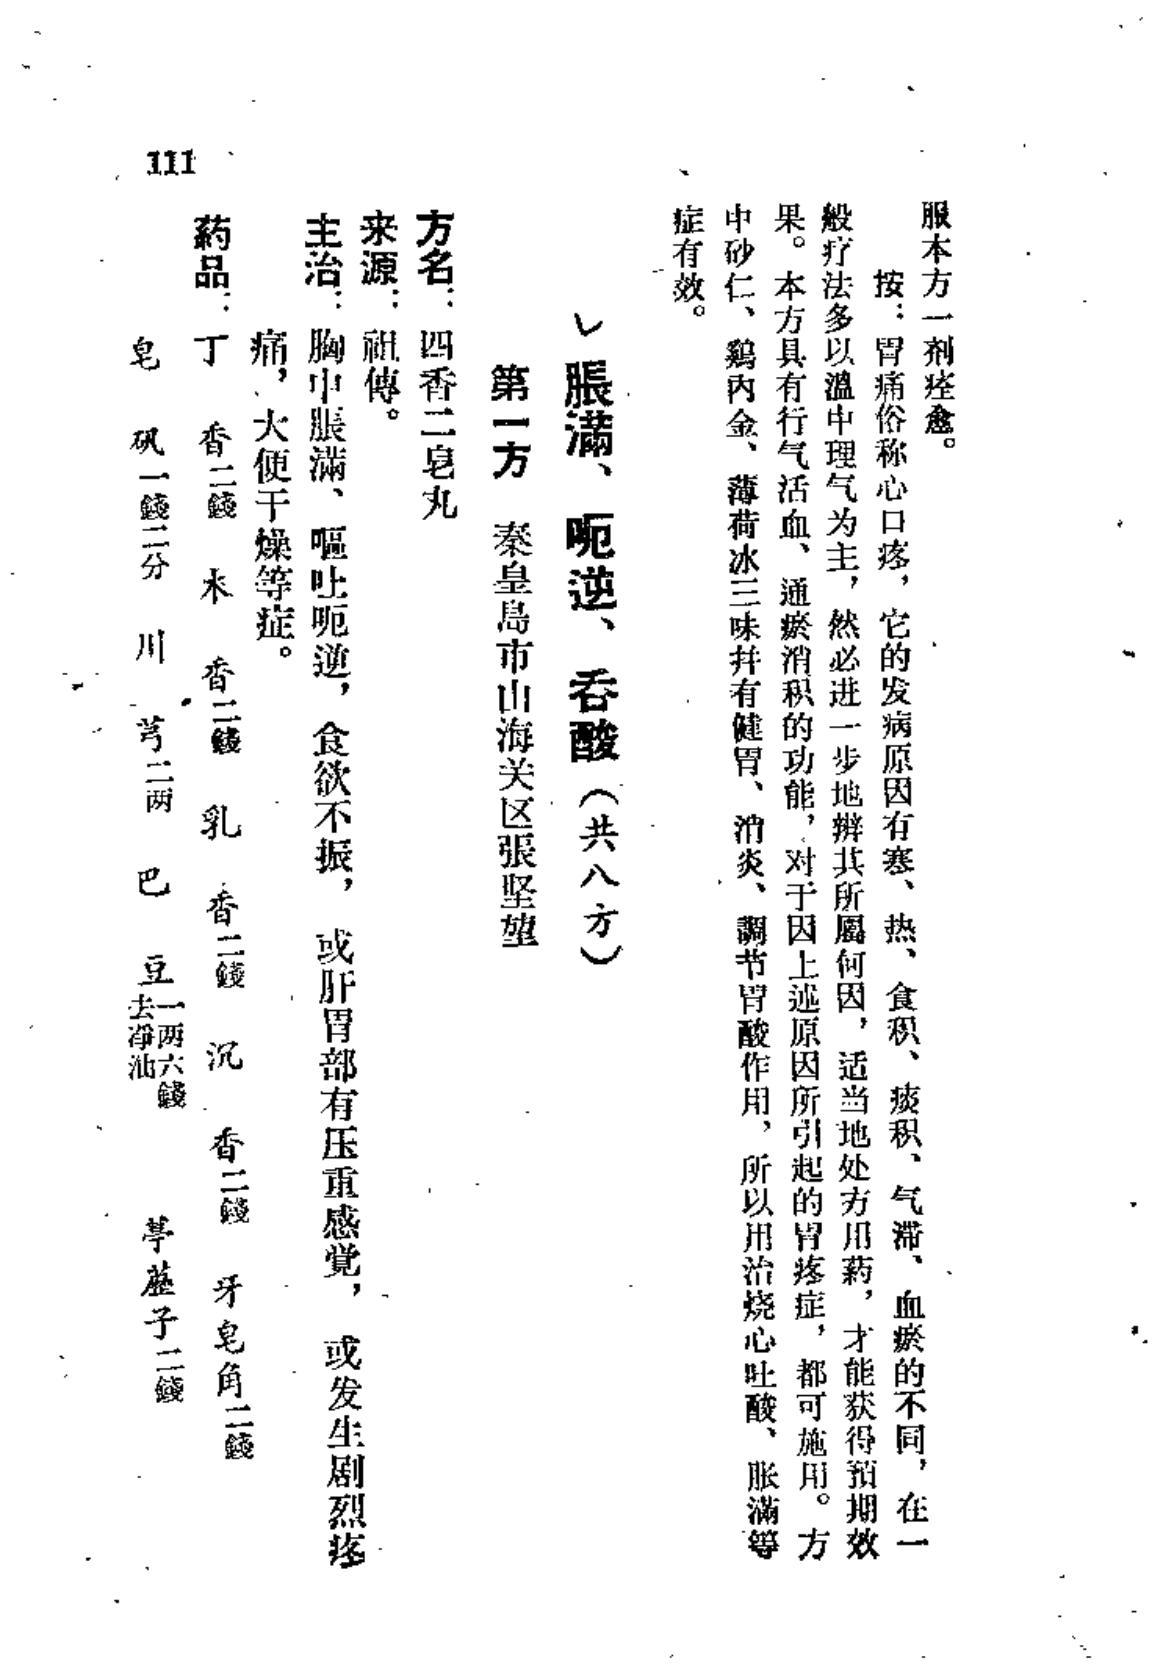 服本方一剂痊愈。
按：胃痛俗称心口疼，它的发病原因有寒、热、食积、痰积、气滞、血瘀的不同，在一
般疗法多以溫中理气为主，然必进一步地辨其所屬何因，适当地处方用药，才能获得預期效
果。本方具有行气活血、通瘀消积的功能，对于因上述原因所引起的胃疼症，都可施用。方
中砂仁、鷄內金、薄荷冰三味并有健胃、消炎、調节胃酸作用，所以用治烧心吐酸、胀滿等
症有效。
脹滿、呃逆、呑酸（共八方）
第一方 秦皇島市山海关区張坚堃
方名：四香二皂丸
来源：祖傳。
主治：胸中脹滿、嘔吐呃逆，食欲不振，或肝胃部有压重感覚，或发生剧烈疼
痛，大便干燥等症。
葯品：丁香二錢 木香二錢 乳香二錢 沉香二錢 牙皂角二錢
皂矾一錢二分 川芎二两 巴豆一两六錢去凈油 葶藶子二錢
111